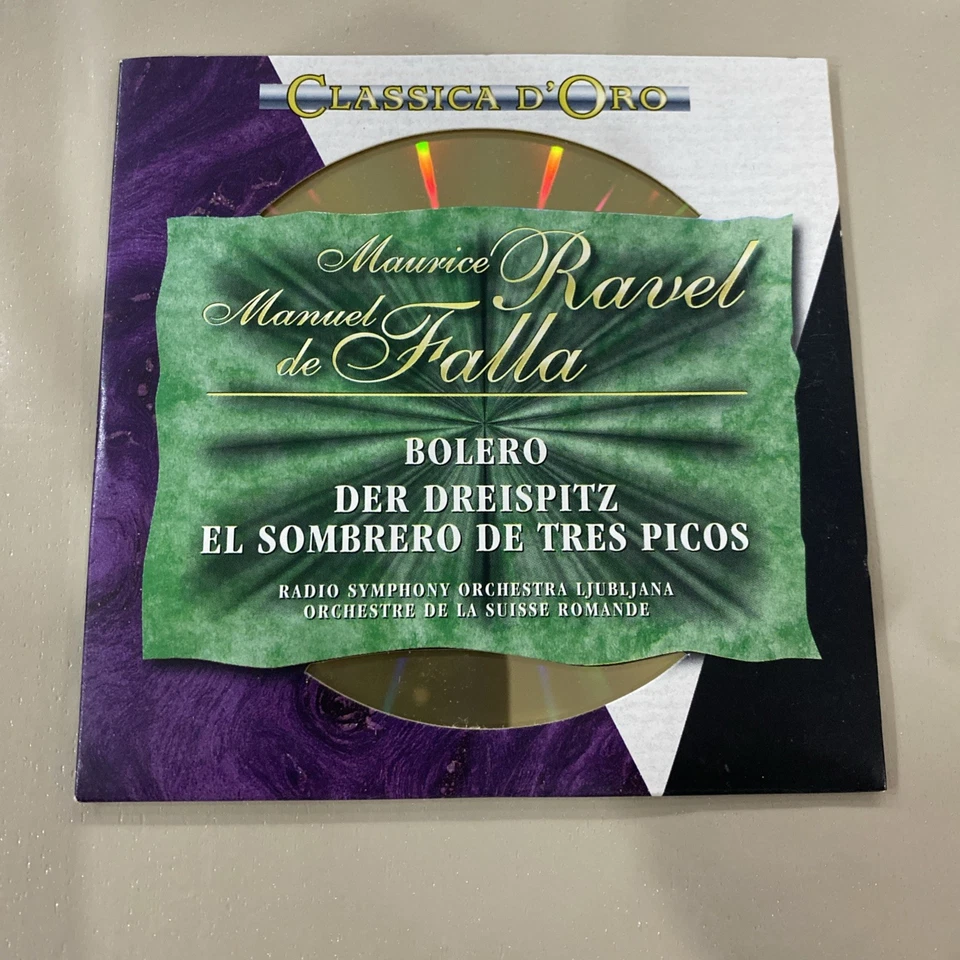 CLASSICA D'ORO
Maurice Ravel
Manuel de Falla
BOLERO
DER DREISPITZ
EL SOMBRERO DE TRES PICOS
RADIO SYMPHONY ORCHESTRA LJUBLJANA
ORCHESTRE DE LA SUISSE ROMANDE